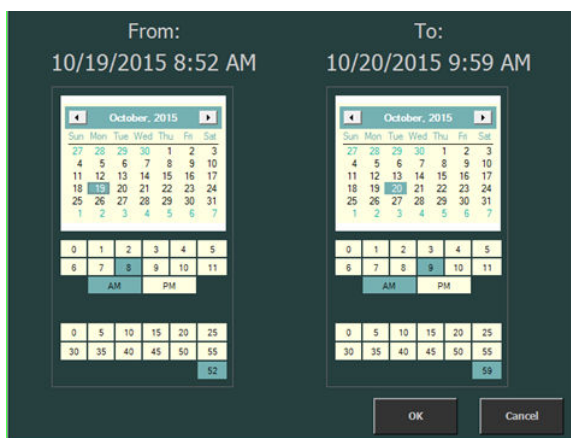 From:
10/19/2015 8:52 AM
October, 2015
Sun Mon Tue Wed Thu Fri Sat
27 28 29 30 1 2 3
4 5 6 7 8 9 10
11 12 13 14 15 16 17
18 19 20 21 22 23 24
25 26 27 28 29 30 31
1 2 3 4 5 6 7
0 1 2 3 4 5
6 7 8 9 10 11
AM PM
0 5 10 15 20 25
30 35 40 45 50 55
52
To:
10/20/2015 9:59 AM
October, 2015
Sun Mon Tue Wed Thu Fri Sat
27 28 29 30 1 2 3
4 5 6 7 8 9 10
11 12 13 14 15 16 17
18 19 20 21 22 23 24
25 26 27 28 29 30 31
1 2 3 4 5 6 7
0 1 2 3 4 5
6 7 8 9 10 11
AM PM
0 5 10 15 20 25
30 35 40 45 50 55
59
OK Cancel